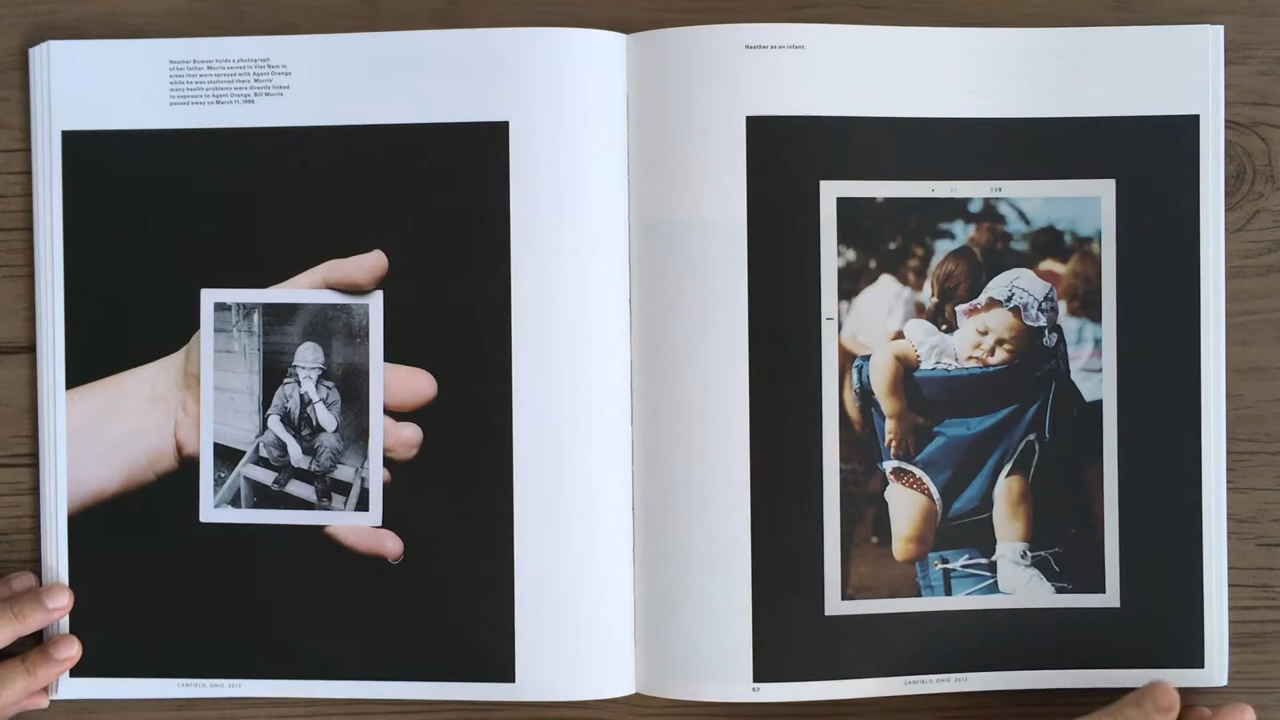 Heather Bowser holds a photograph
of her father. Morris served in Viet Nam in
areas that were sprayed with Agent Orange
while he was stationed there. Morris'
many health problems were directly linked
to exposure to Agent Orange. Bill Morris
passed away on March 11, 1998.
CANFIELD, OHIO, 2012
Heather as an infant.
57
CANFIELD, OHIO, 2012